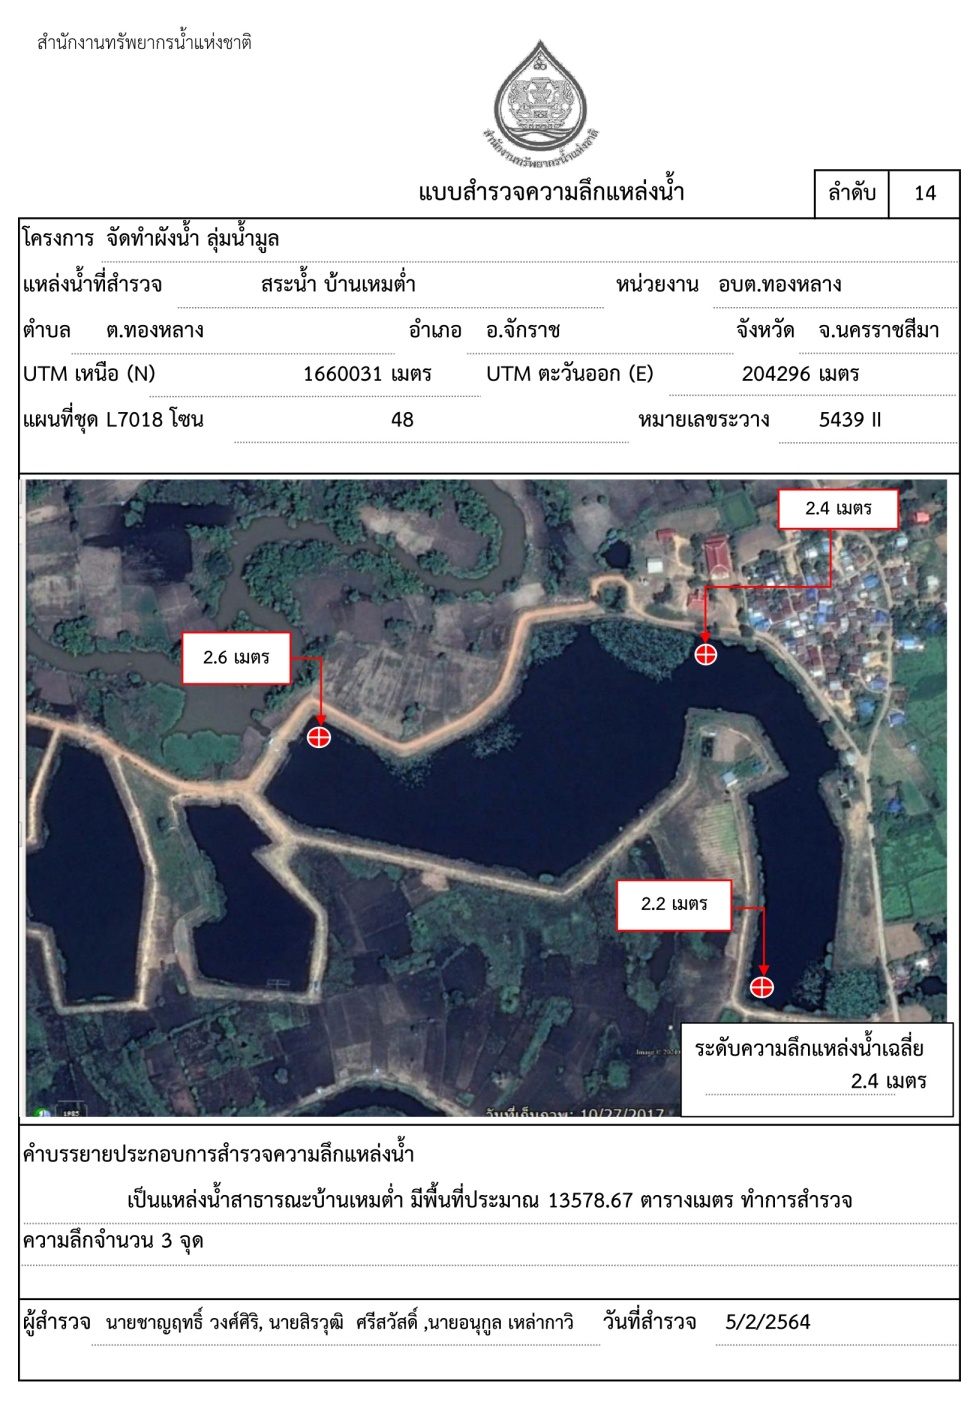 สำนักงานทรัพยากรน้ำแห่งชาติ
สำนักงานทรัพยากรน้ำแห่งชาติ
แบบสำรวจความลึกแหล่งน้ำ
ลำดับ 14
โครงการ จัดทำผังน้ำ ลุ่มน้ำมูล
แหล่งน้ำที่สำรวจ สระน้ำ บ้านเหมต่ำ หน่วยงาน อบต.ทองหลาง
ตำบล ต.ทองหลาง อำเภอ อ.จักราช จังหวัด จ.นครราชสีมา
UTM เหนือ (N) 1660031 เมตร UTM ตะวันออก (E) 204296 เมตร
แผนที่ชุด L7018 โซน 48 หมายเลขระวาง 5439 II
2.4 เมตร
2.6 เมตร
2.2 เมตร
ระดับความลึกแหล่งน้ำเฉลี่ย
2.4 เมตร
1985
วันที่เก็บภาพ: 10/27/2017
คำบรรยายประกอบการสำรวจความลึกแหล่งน้ำ
เป็นแหล่งน้ำสาธารณะบ้านเหมต่ำ มีพื้นที่ประมาณ 13578.67 ตารางเมตร ทำการสำรวจ
ความลึกจำนวน 3 จุด
ผู้สำรวจ นายชาญฤทธิ์ วงศ์ศิริ, นายสิรวุฒิ ศรีสวัสดิ์ ,นายอนุกูล เหล่ากาวิ วันที่สำรวจ 5/2/2564